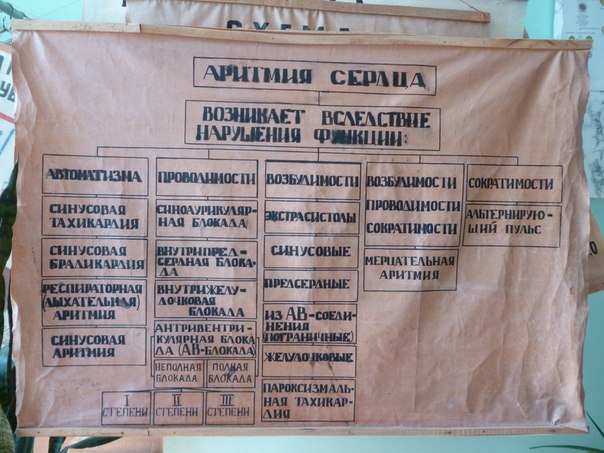 СХЕМА
АРИТМИЯ СЕРДЦА
ВОЗНИКАЕТ ВСЛЕДСТВИЕ
НАРУШЕНИЯ ФУНКЦИИ:
АВТОМАТИЗМА
СИНУСОВАЯ
ТАХИКАРДИЯ
СИНУСОВАЯ
БРАДИКАРДИЯ
РЕСПИРАТОРНАЯ
(ДЫХАТЕЛЬНАЯ)
АРИТМИЯ
СИНУСОВАЯ
АРИТМИЯ
ПРОВОДИМОСТИ
СИНОАУРИКУЛЯР-
НАЯ БЛОКАДА
ВНУТРИПРЕД-
СЕРДНАЯ БЛОКА-
ДА
ВНУТРИЖЕЛУ-
ДОЧКОВАЯ
БЛОКАДА
АНТРИВЕНТРИ-
КУЛЯРНАЯ БЛОКА
ДА (АВ-БЛОКАДА)
НЕПОЛНАЯ
БЛОКАДА
ПОЛНАЯ
БЛОКАДА
I
СТЕПЕНИ
II
СТЕПЕНИ
III
СТЕПЕНИ
ВОЗБУДИМОСТИ
ЭКСТРАСИСТОЛЫ
СИНУСОВЫЕ
ПРЕДСЕРДНЫЕ
ИЗ АВ-СОЕДИ-
НЕНИЯ
(ПОГРАНИЧНЫЕ)
ЖЕЛУДОЧКОВЫЕ
ПАРОКСИЗМАЛЬ-
НАЯ ТАХИКАР-
ДИЯ
ВОЗБУДИМОСТИ
ПРОВОДИМОСТИ
СОКРАТИМОСТИ
МЕРЦАТЕЛЬНАЯ
АРИТМИЯ
СОКРАТИМОСТИ
АЛЬТЕРНИРУЮ-
ЩИЙ ПУЛЬС